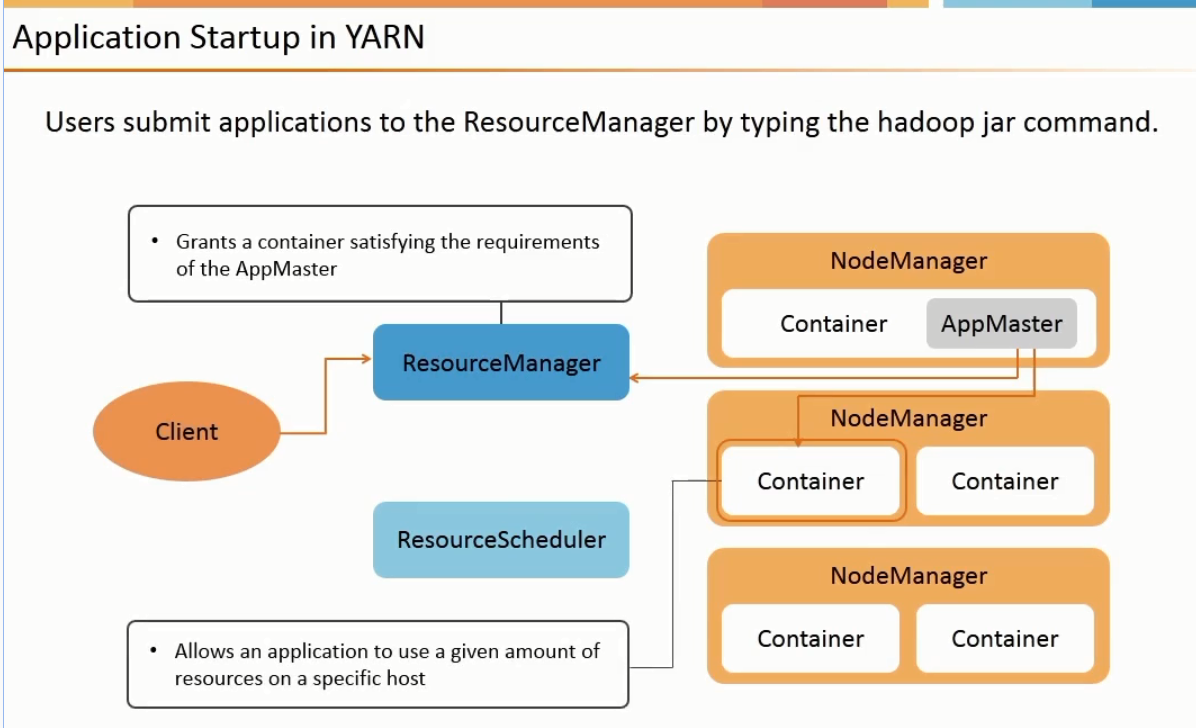 Application Startup in YARN
Users submit applications to the ResourceManager by typing the hadoop jar command.
• Grants a container satisfying the requirements
of the AppMaster
NodeManager
Container
AppMaster
ResourceManager
Client
NodeManager
Container
Container
ResourceScheduler
NodeManager
Container
Container
• Allows an application to use a given amount of
resources on a specific host